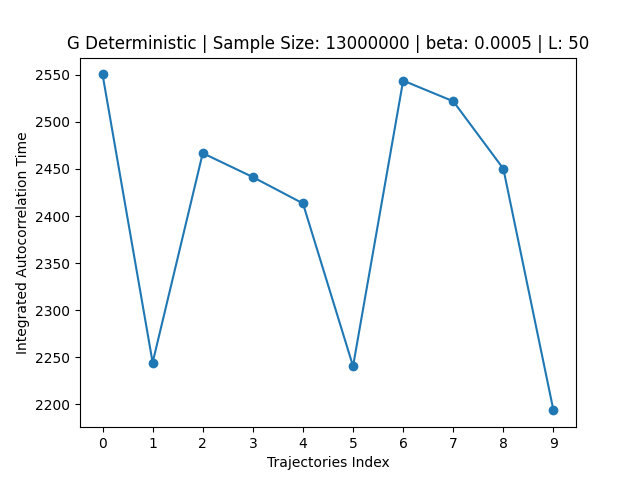 G Deterministic | Sample Size: 13000000 | beta: 0.0005 | L: 50
2550
2500
2450
2400
2350
2300
2250
2200
Integrated Autocorrelation Time
0 1 2 3 4 5 6 7 8 9
Trajectories Index